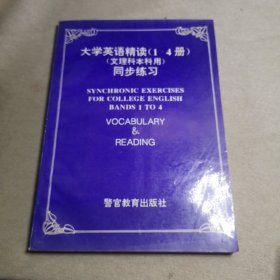 大学英语精读(1 4册)
(文理科本科用)
同步练习
SYNCHRONIC EXERCISES
FOR COLLEGE ENGLISH
BANDS 1 TO 4
VOCABULARY
&
READING
警官教育出版社